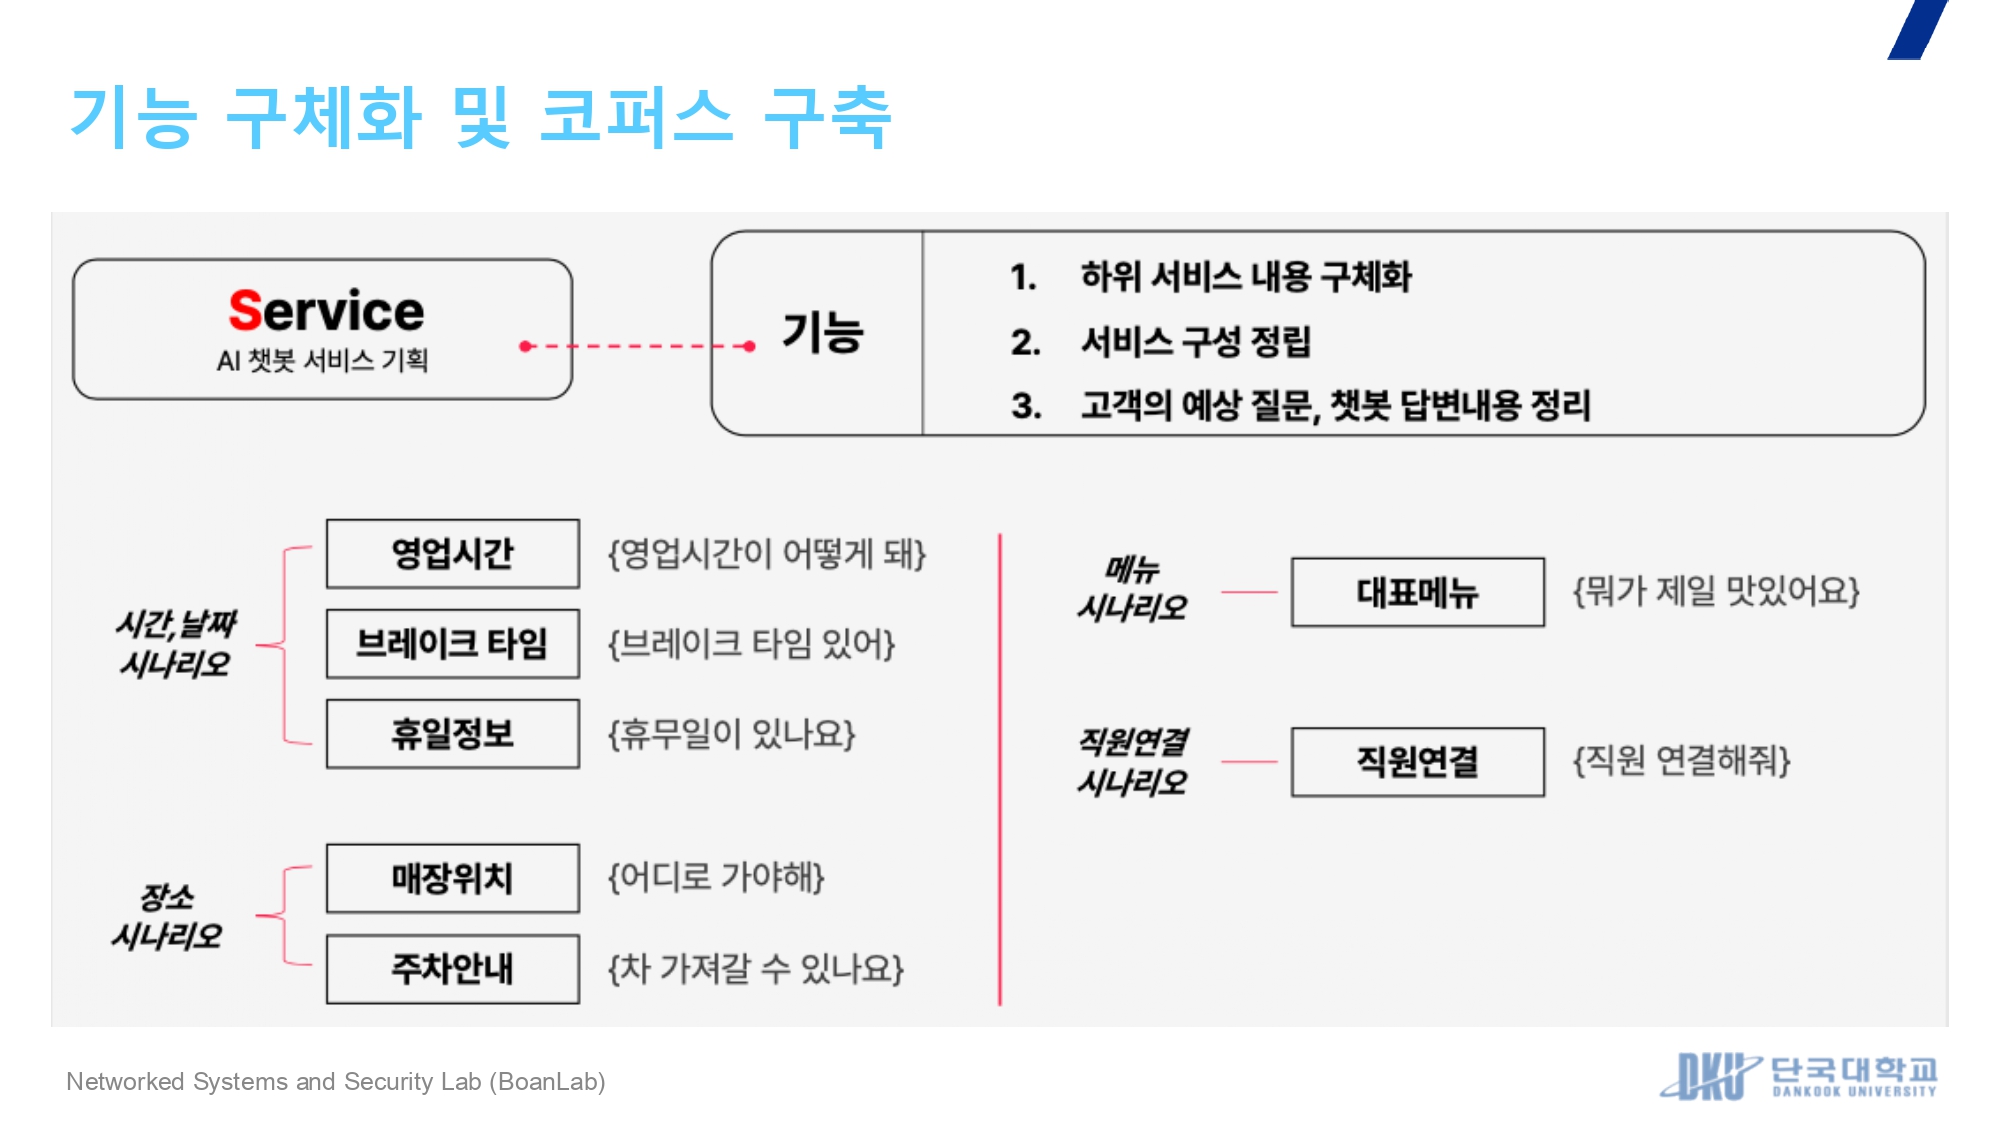 기능 구체화 및 코퍼스 구축
Service
AI 챗봇 서비스 기획
기능
1. 하위 서비스 내용 구체화
2. 서비스 구성 정립
3. 고객의 예상 질문, 챗봇 답변내용 정리
시간,날짜
시나리오
영업시간 {영업시간이 어떻게 돼}
브레이크 타임 {브레이크 타임 있어}
휴일정보 {휴무일이 있나요}
장소
시나리오
매장위치 {어디로 가야해}
주차안내 {차 가져갈 수 있나요}
메뉴
시나리오
대표메뉴 {뭐가 제일 맛있어요}
직원연결
시나리오
직원연결 {직원 연결해줘}
Networked Systems and Security Lab (BoanLab)
DKU 단국대학교
DANKOOK UNIVERSITY